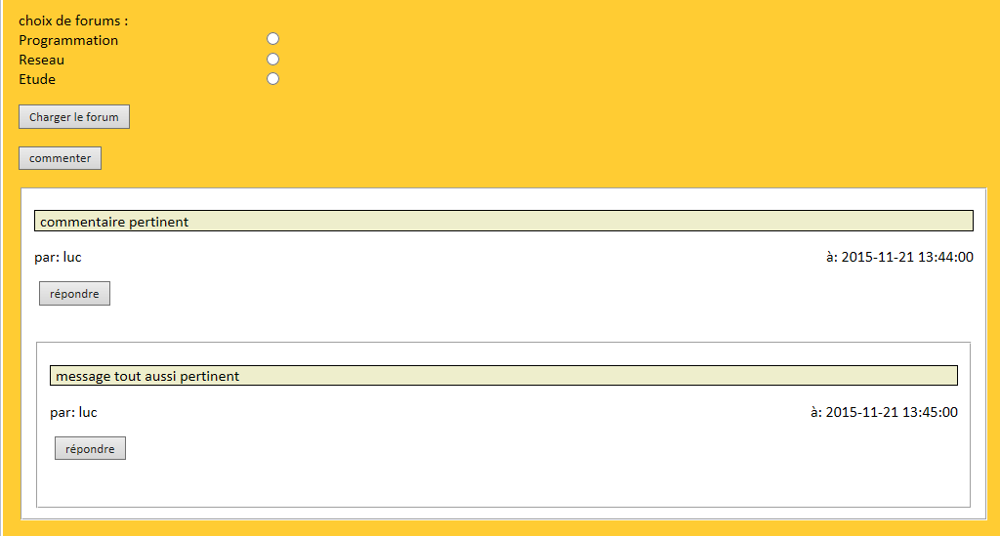 choix de forums :
Programmation
Reseau
Etude
Charger le forum
commenter
commentaire pertinent
par: luc à: 2015-11-21 13:44:00
répondre
message tout aussi pertinent
par: luc à: 2015-11-21 13:45:00
répondre